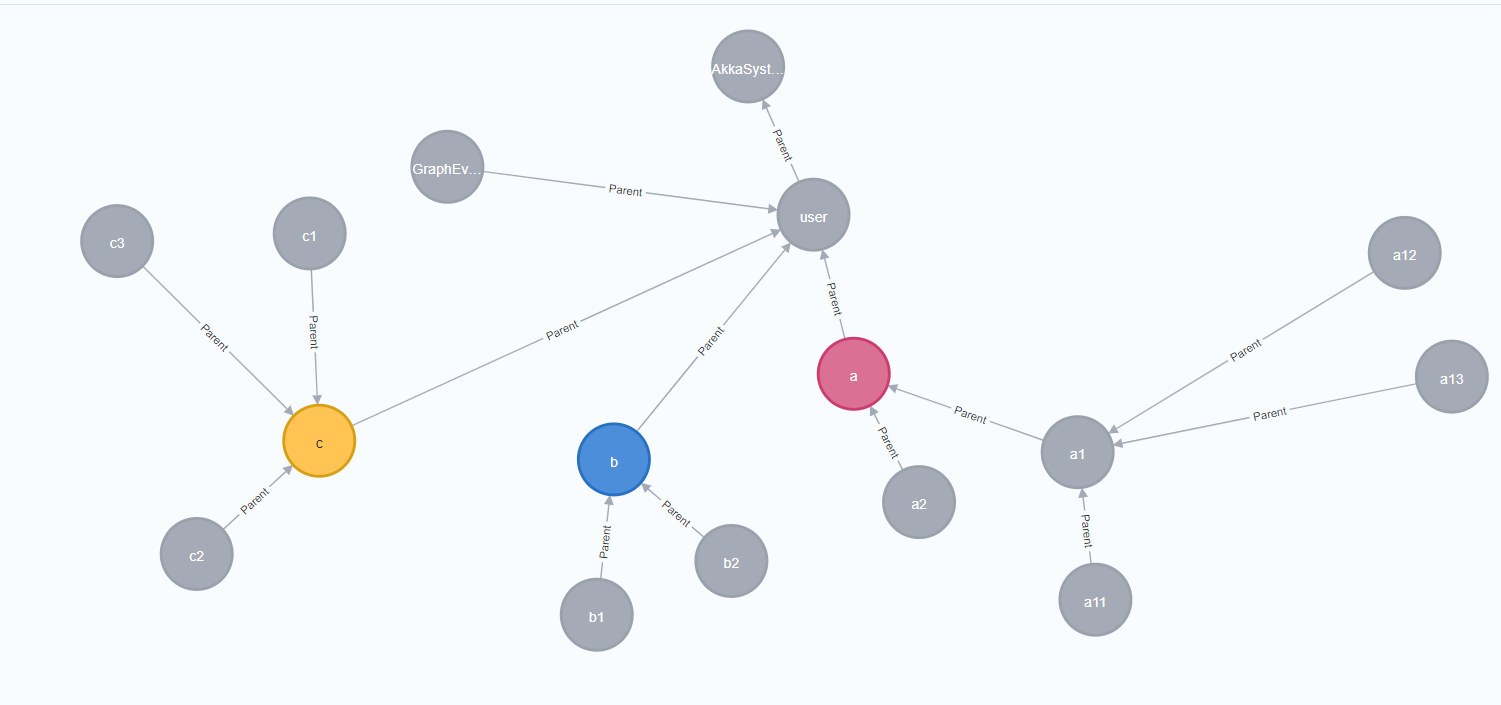 AkkaSyst...
Parent
GraphEv...
Parent
user
c3
c1
a12
Parent
Parent
Parent
Parent
Parent
Parent
a
a13
Parent
Parent
c
b
Parent
a1
Parent
Parent
a2
Parent
Parent
Parent
c2
b2
b1
a11